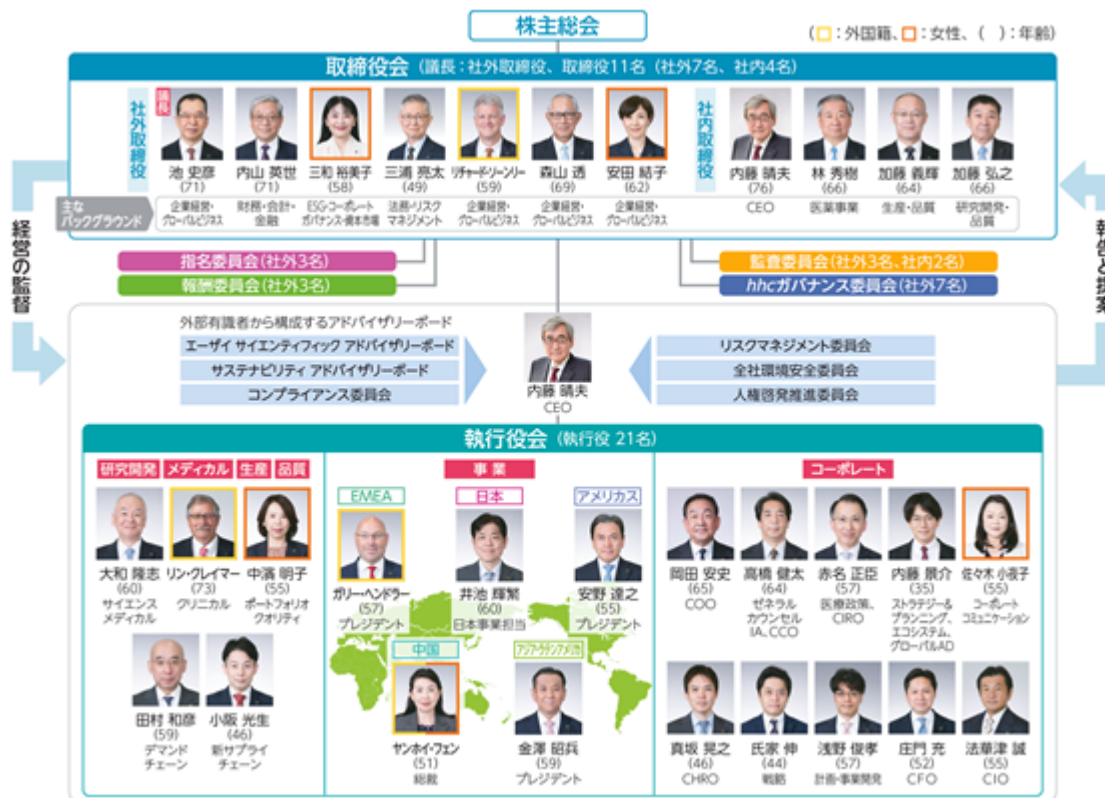 株主総会
(□:外国籍、□:女性、( ):年齢)
取締役会 (議長:社外取締役、取締役11名 (社外7名、社内4名)
社外取締役
議長
池 史彦
(71)
内山 英世
(71)
三和 裕美子
(58)
三浦 亮太
(49)
リチャード・ソーンリー
(59)
森山 透
(69)
安田 結子
(62)
社内取締役
内藤 晴夫
(76)
林 秀樹
(66)
加藤 義輝
(64)
加藤 弘之
(66)
主な
バックグラウンド
企業経営・
グローバルビジネス
財務・会計・
金融
ESG・コーポレート
ガバナンス・資本市場
法務・リスク
マネジメント
企業経営・
グローバルビジネス
企業経営・
グローバルビジネス
企業経営・
グローバルビジネス
CEO
医薬事業
生産・品質
研究開発・
品質
経営の監督
報告と提案
指名委員会(社外3名)
報酬委員会(社外3名)
監査委員会(社外3名、社内2名)
hhcガバナンス委員会(社外7名)
外部有識者から構成するアドバイザリーボード
エーザイ サイエンティフィック アドバイザリーボード
サステナビリティ アドバイザリーボード
コンプライアンス委員会
内藤 晴夫
CEO
リスクマネジメント委員会
全社環境安全委員会
人権啓発推進委員会
執行役会 (執行役 21名)
研究開発 メディカル 生産 品質
大和 隆志
(60)
サイエンス
メディカル
リン・クレイマー
(73)
クリニカル
中濱 明子
(55)
ポートフォリオ
クオリティ
田村 和彦
(59)
デマンド
チェーン
小阪 光生
(46)
新サプライ
チェーン
事業
EMEA
ガリー・ヘンドラー
(57)
プレジデント
日本
井池 輝繁
(60)
日本事業担当
アメリカス
安野 達之
(55)
プレジデント
中国
ヤンホイ・フェン
(51)
総裁
アジア・ラテンアメリカ他
金澤 昭兵
(59)
プレジデント
コーポレート
岡田 安史
(65)
COO
高橋 健太
(64)
ゼネラル
カウンセル
IA、CCO
赤名 正臣
(57)
医療政策、
CIRO
内藤 景介
(35)
ストラテジー&
プランニング、
エコシステム、
グローバルAD
佐々木 小夜子
(55)
コーポレート
コミュニケーション
真坂 晃之
(46)
CHRO
氏家 伸
(44)
戦略
浅野 俊孝
(57)
計画・事業開発
庄門 充
(52)
CFO
法華津 誠
(55)
CIO